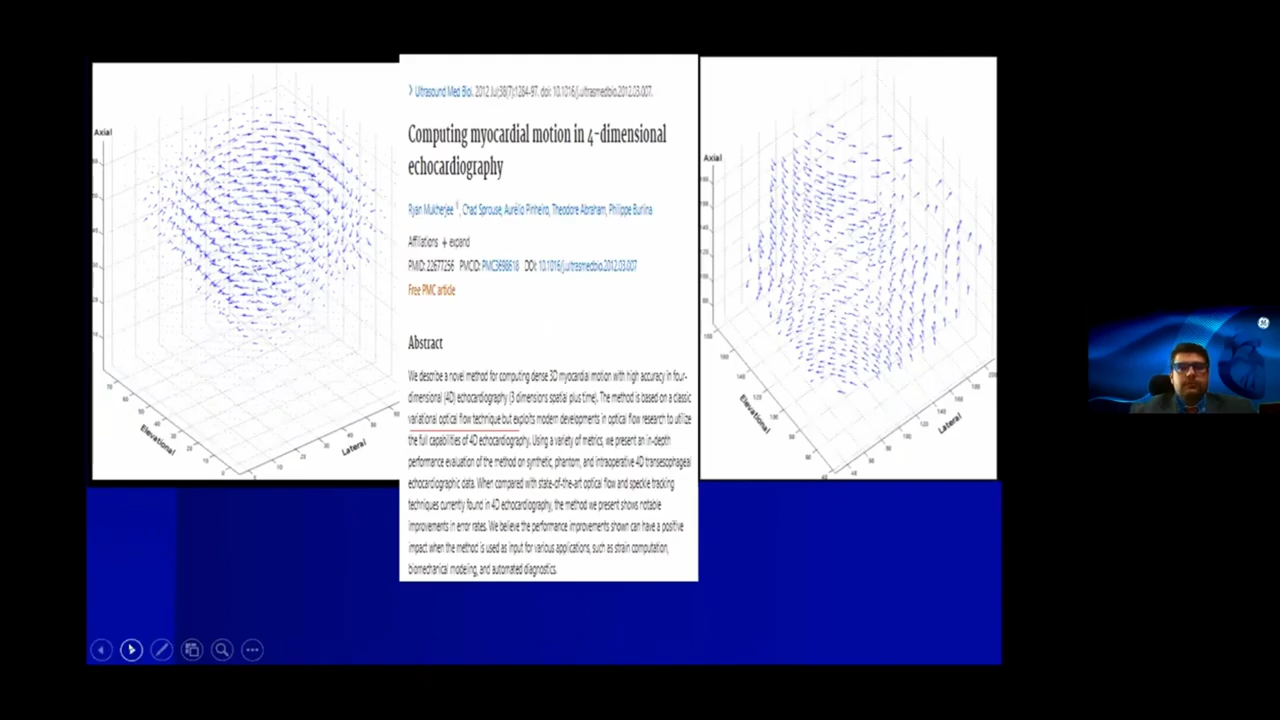 Axial
Elevational
Lateral
Ultrasound Med Biol. 2012 Jul;38(7):1284-97. doi: 10.1016/j.ultrasmedbio.2012.03.007.
Computing myocardial motion in 4-dimensional
echocardiography
Ryan Mukherjee 1, Chad Sprouse, Aurélio Pinheiro, Theodore Abraham, Philippe Burlina
Affiliations + expand
PMID: 22677256 PMCID: PMC3698618 DOI: 10.1016/j.ultrasmedbio.2012.03.007
Free PMC article
Abstract
We describe a novel method for computing dense 3D myocardial motion with high accuracy in four-
dimensional (4D) echocardiography (3 dimensions spatial plus time). The method is based on a classic
variational optical flow technique but exploits modern developments in optical flow research to utilize
the full capabilities of 4D echocardiography. Using a variety of metrics, we present an in-depth
performance evaluation of the method on synthetic, phantom, and intraoperative 4D transesophageal
echocardiographic data. When compared with state-of-the-art optical flow and speckle tracking
techniques currently found in 4D echocardiography, the method we present shows notable
improvements in error rates. We believe the performance improvements shown can have a positive
impact when the method is used as input for various applications, such as strain computation,
biomechanical modeling, and automated diagnostics.
Axial
Elevational
Lateral